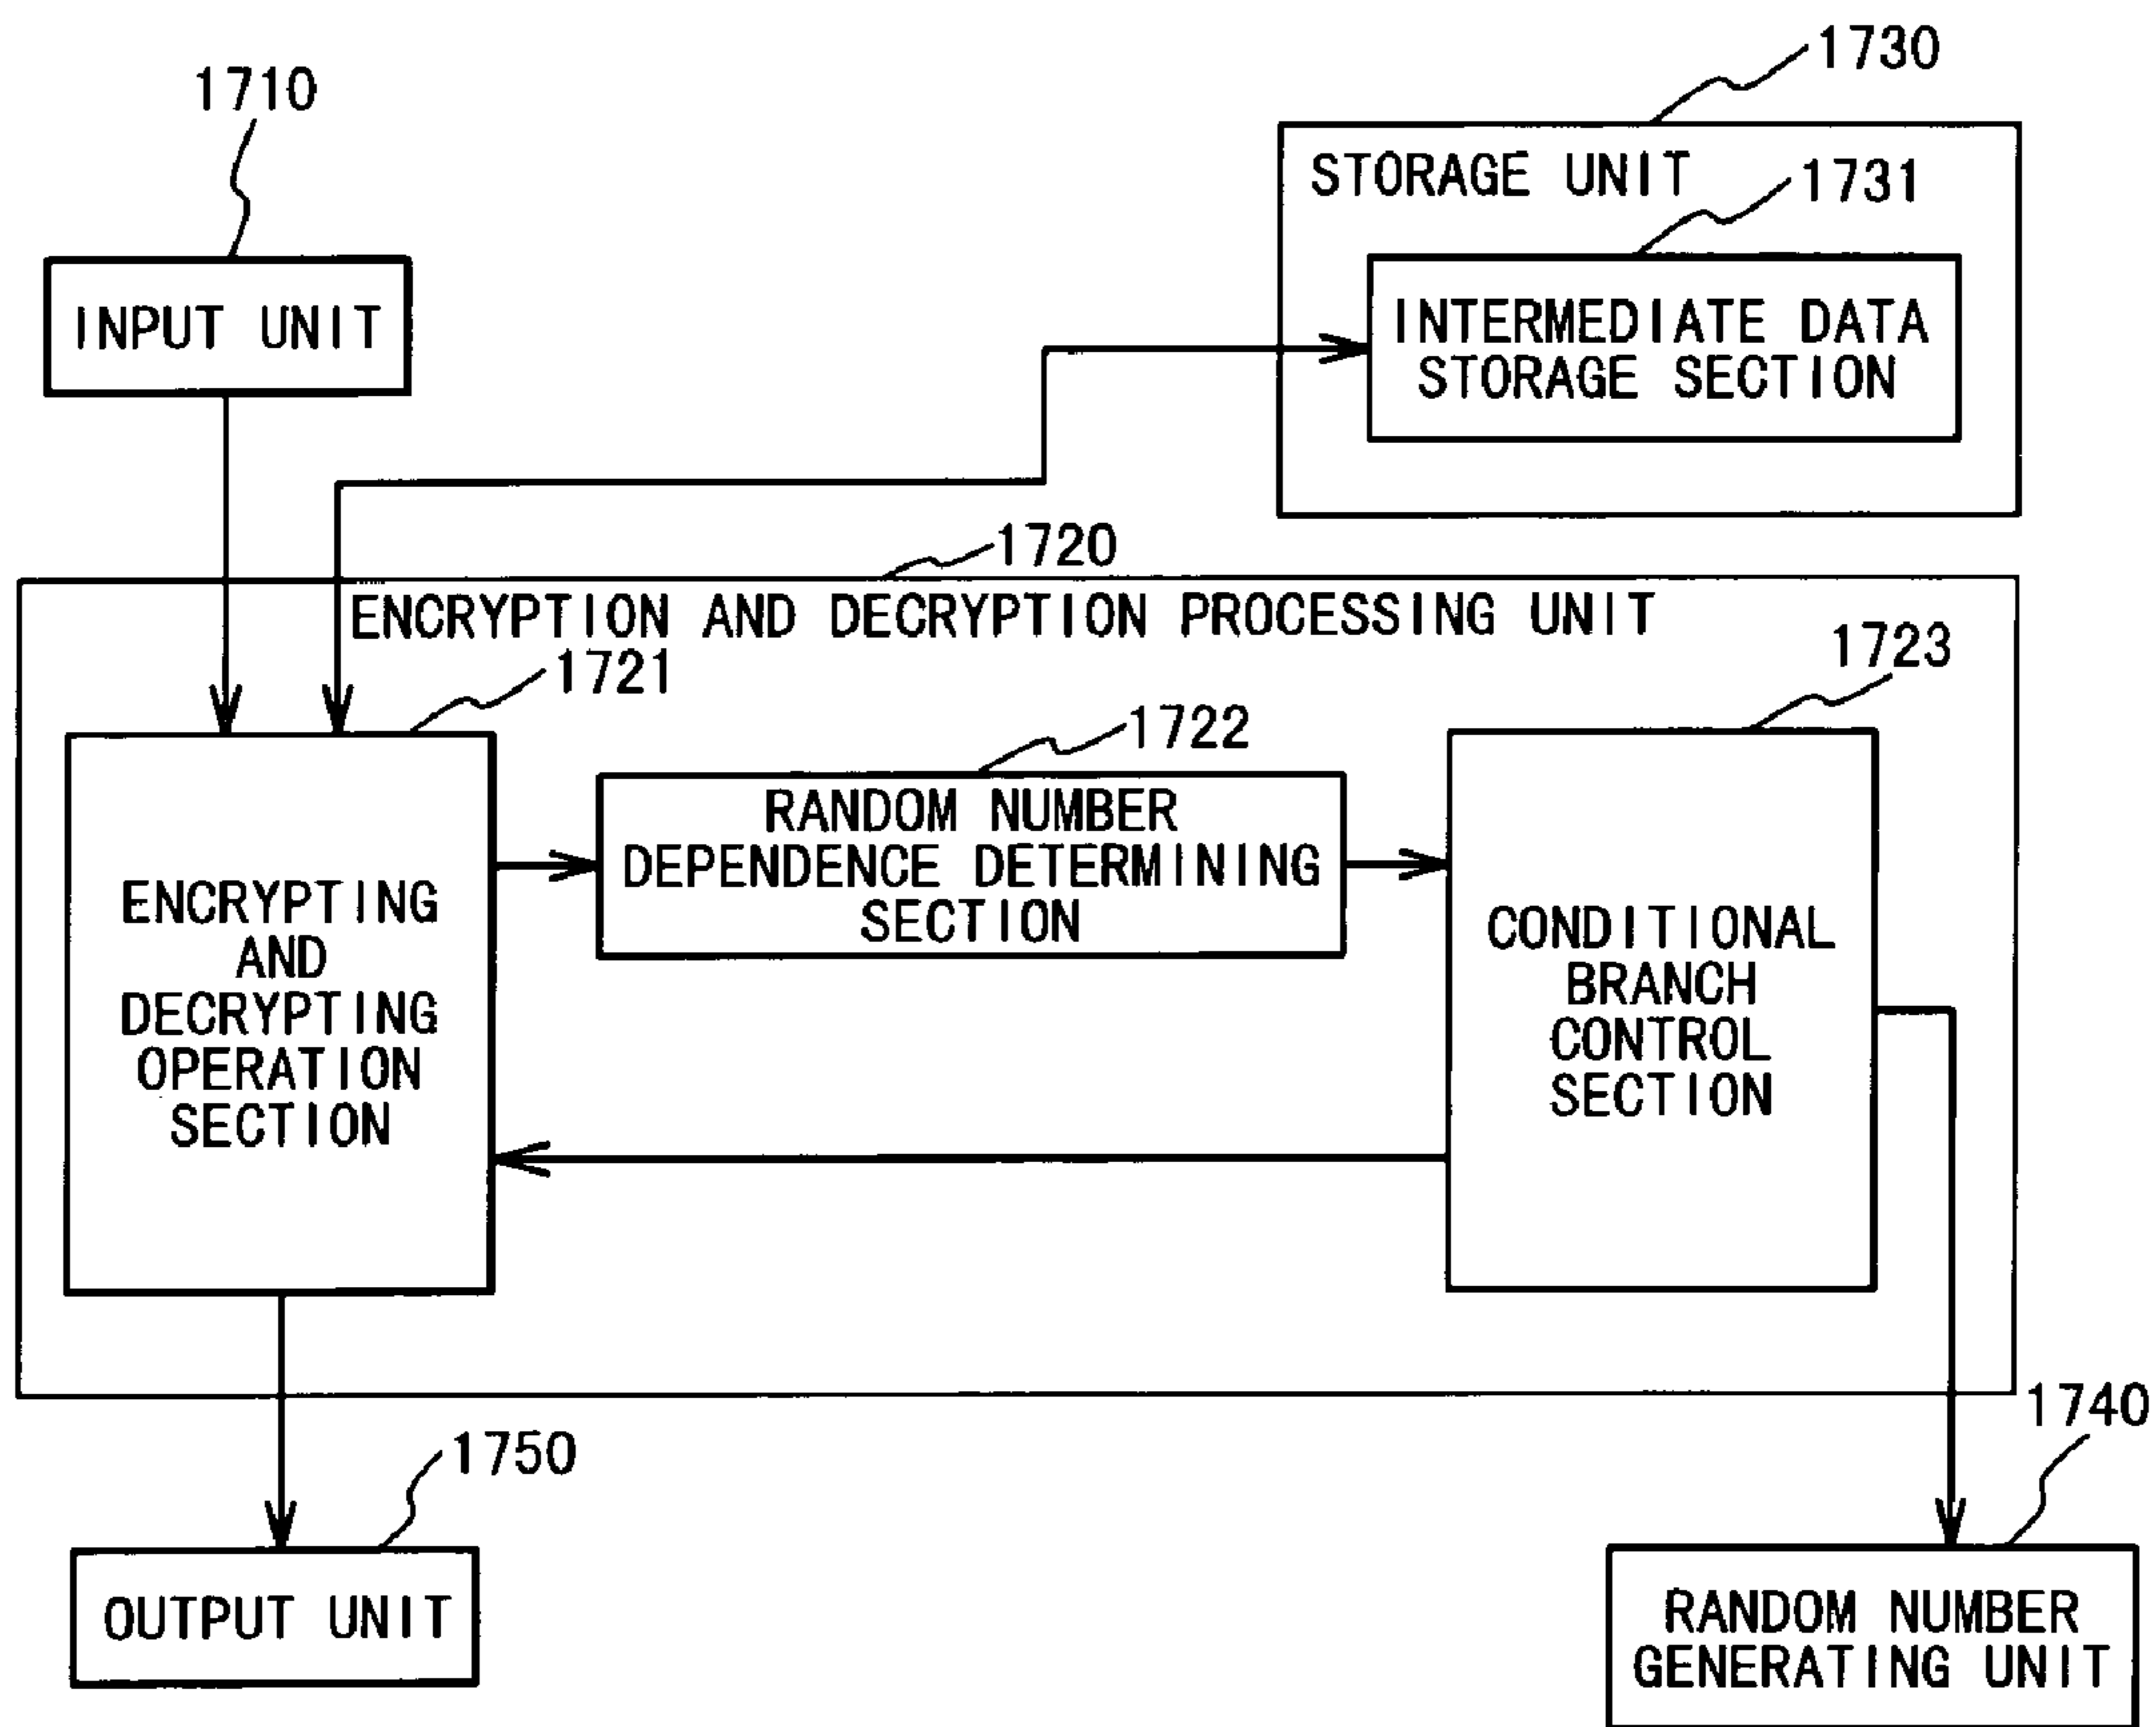 1730
1710
STORAGE UNIT
1731
INPUT UNIT
INTERMEDIATE DATA
STORAGE SECTION
1720
ENCRYPTION AND DECRYPTION PROCESSING UNIT
1721
1723
1722
RANDOM NUMBER
DEPENDENCE DETERMINING
SECTION
ENCRYPTING
AND
DECRYPTING
OPERATION
SECTION
CONDITIONAL
BRANCH
CONTROL
SECTION
1740
1750
OUTPUT UNIT
RANDOM NUMBER
GENERATING UNIT